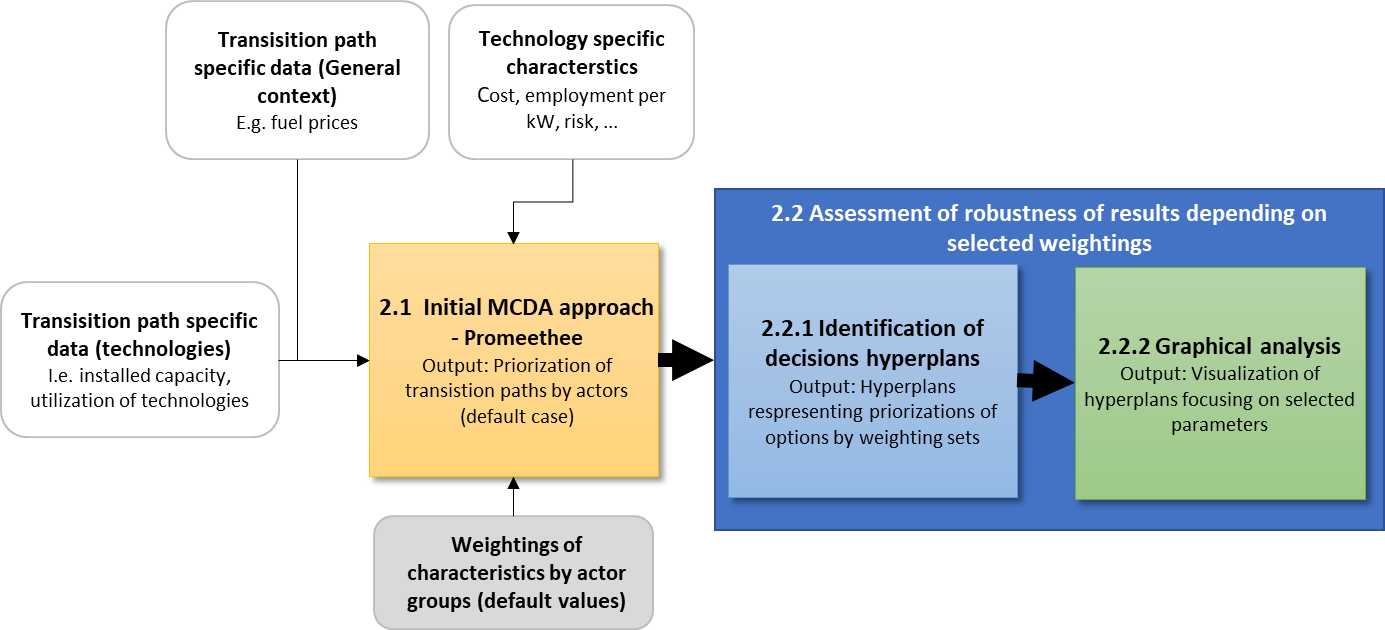 Transisition path
specific data (General
context)
E.g. fuel prices
Technology specific
characterstics
Cost, employment per
kW, risk, ...
Transisition path specific
data (technologies)
I.e. installed capacity,
utilization of technologies
2.1 Initial MCDA approach
- Promeethee
Output: Priorization of
transistion paths by actors
(default case)
Weightings of
characteristics by actor
groups (default values)
2.2 Assessment of robustness of results depending on
selected weightings
2.2.1 Identification of
decisions hyperplans
Output: Hyperplans
respresenting priorizations of
options by weighting sets
2.2.2 Graphical analysis
Output: Visualization of
hyperplans focusing on selected
parameters